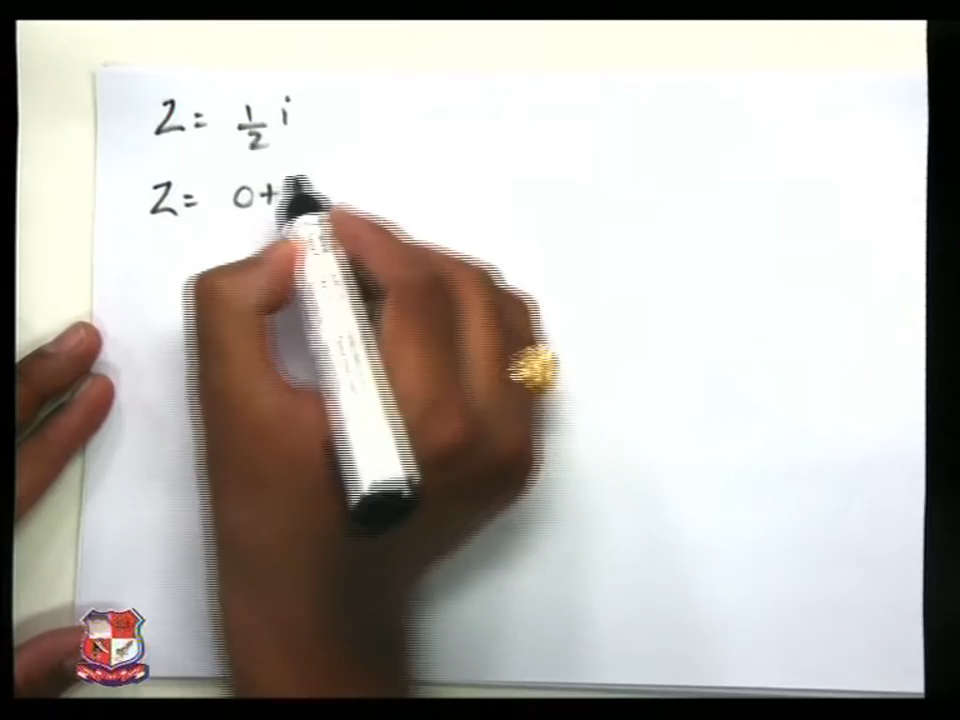 Z = 1/2 i
Z = 0 +